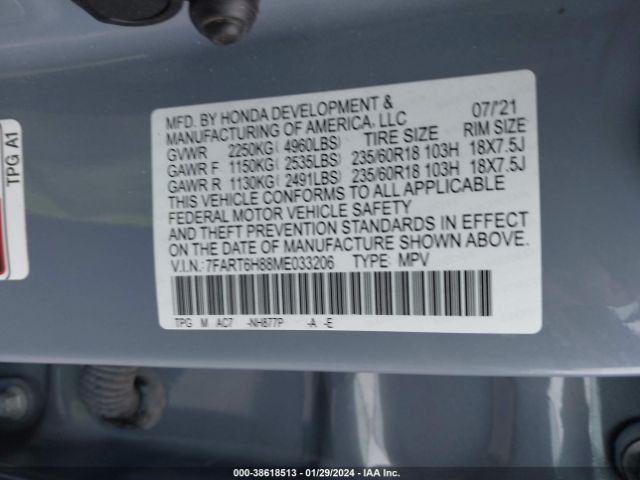 TPG A1
MFD. BY HONDA DEVELOPMENT & 07/'21
MANUFACTURING OF AMERICA, LLC
GVWR 2250KG( 4960LBS) TIRE SIZE RIM SIZE
GAWR F 1150KG( 2535LBS) 235/60R18 103H 18X7.5J
GAWR R 1130KG( 2491LBS) 235/60R18 103H 18X7.5J
THIS VEHICLE CONFORMS TO ALL APPLICABLE
FEDERAL MOTOR VEHICLE SAFETY
AND THEFT PREVENTION STANDARDS IN EFFECT
ON THE DATE OF MANUFACTURE SHOWN ABOVE.
V.I.N.:7FART6H88ME033206 TYPE: MPV
TPG M AC7 -NH877P -A -E
000-38618513 - 01/29/2024 - IAA Inc.